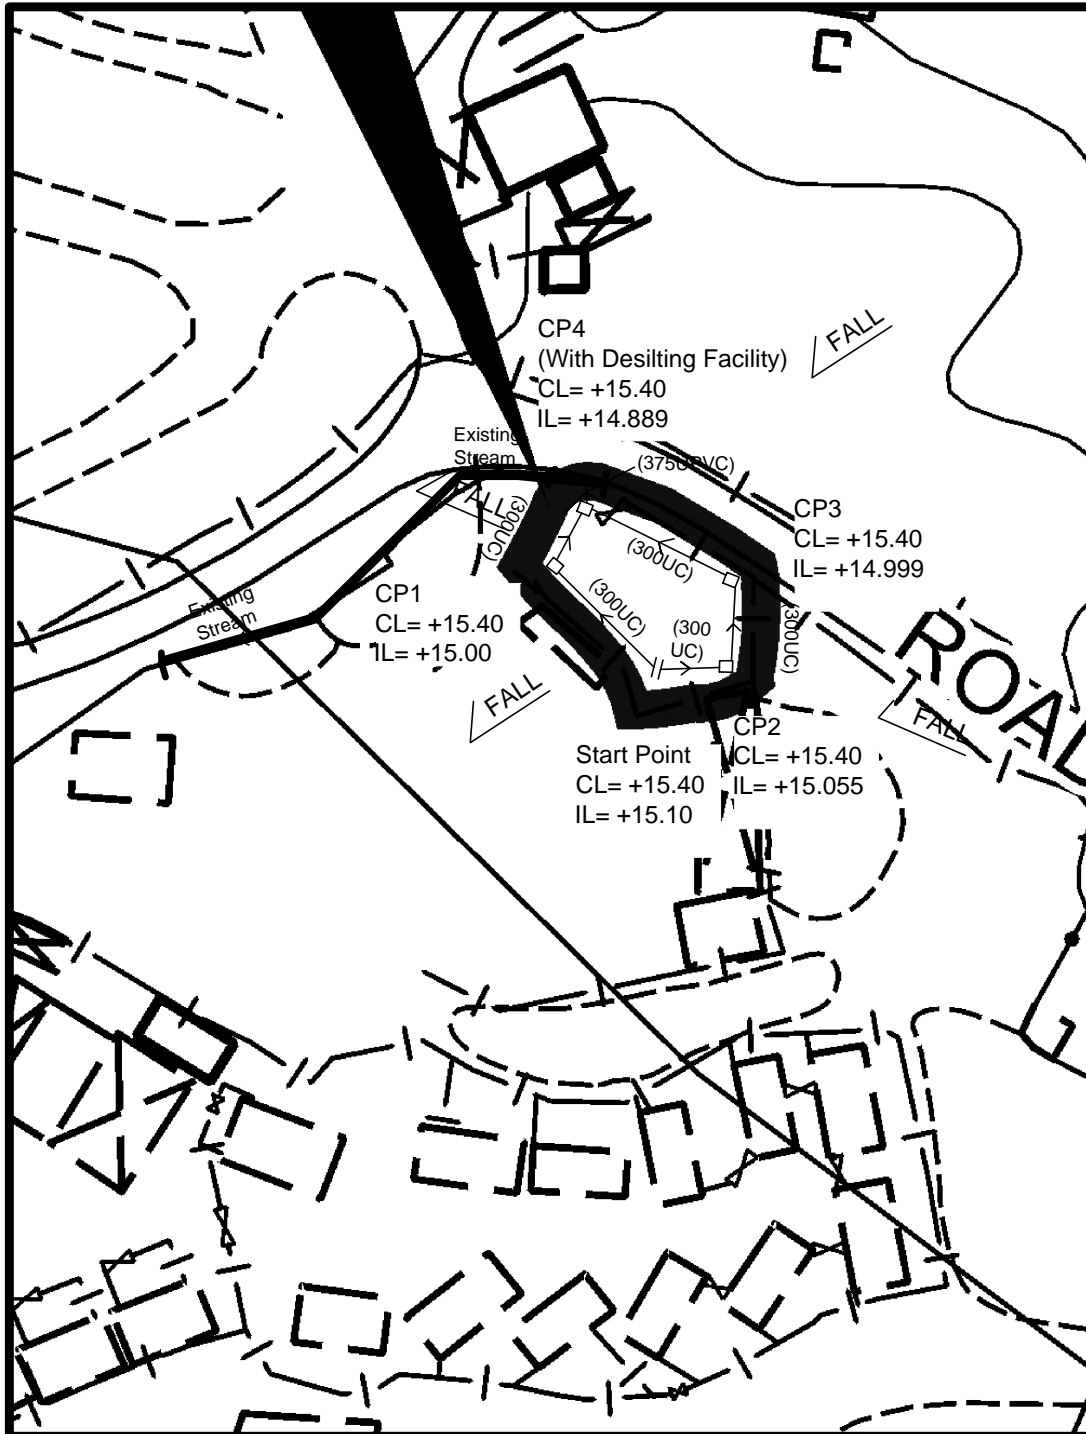 CP4
(With Desilting Facility)
CL= +15.40
IL= +14.889
FALL
Existing
Stream
(375UPVC)
FALL
(300UC)
CP3
CL= +15.40
IL= +14.999
(300UC)
CP1
CL= +15.40
IL= +15.00
(300UC)
(300
UC)
(300UC)
Existing
Stream
ROAD
FALL
FALL
Start Point
CL= +15.40
IL= +15.10
CP2
CL= +15.40
IL= +15.055